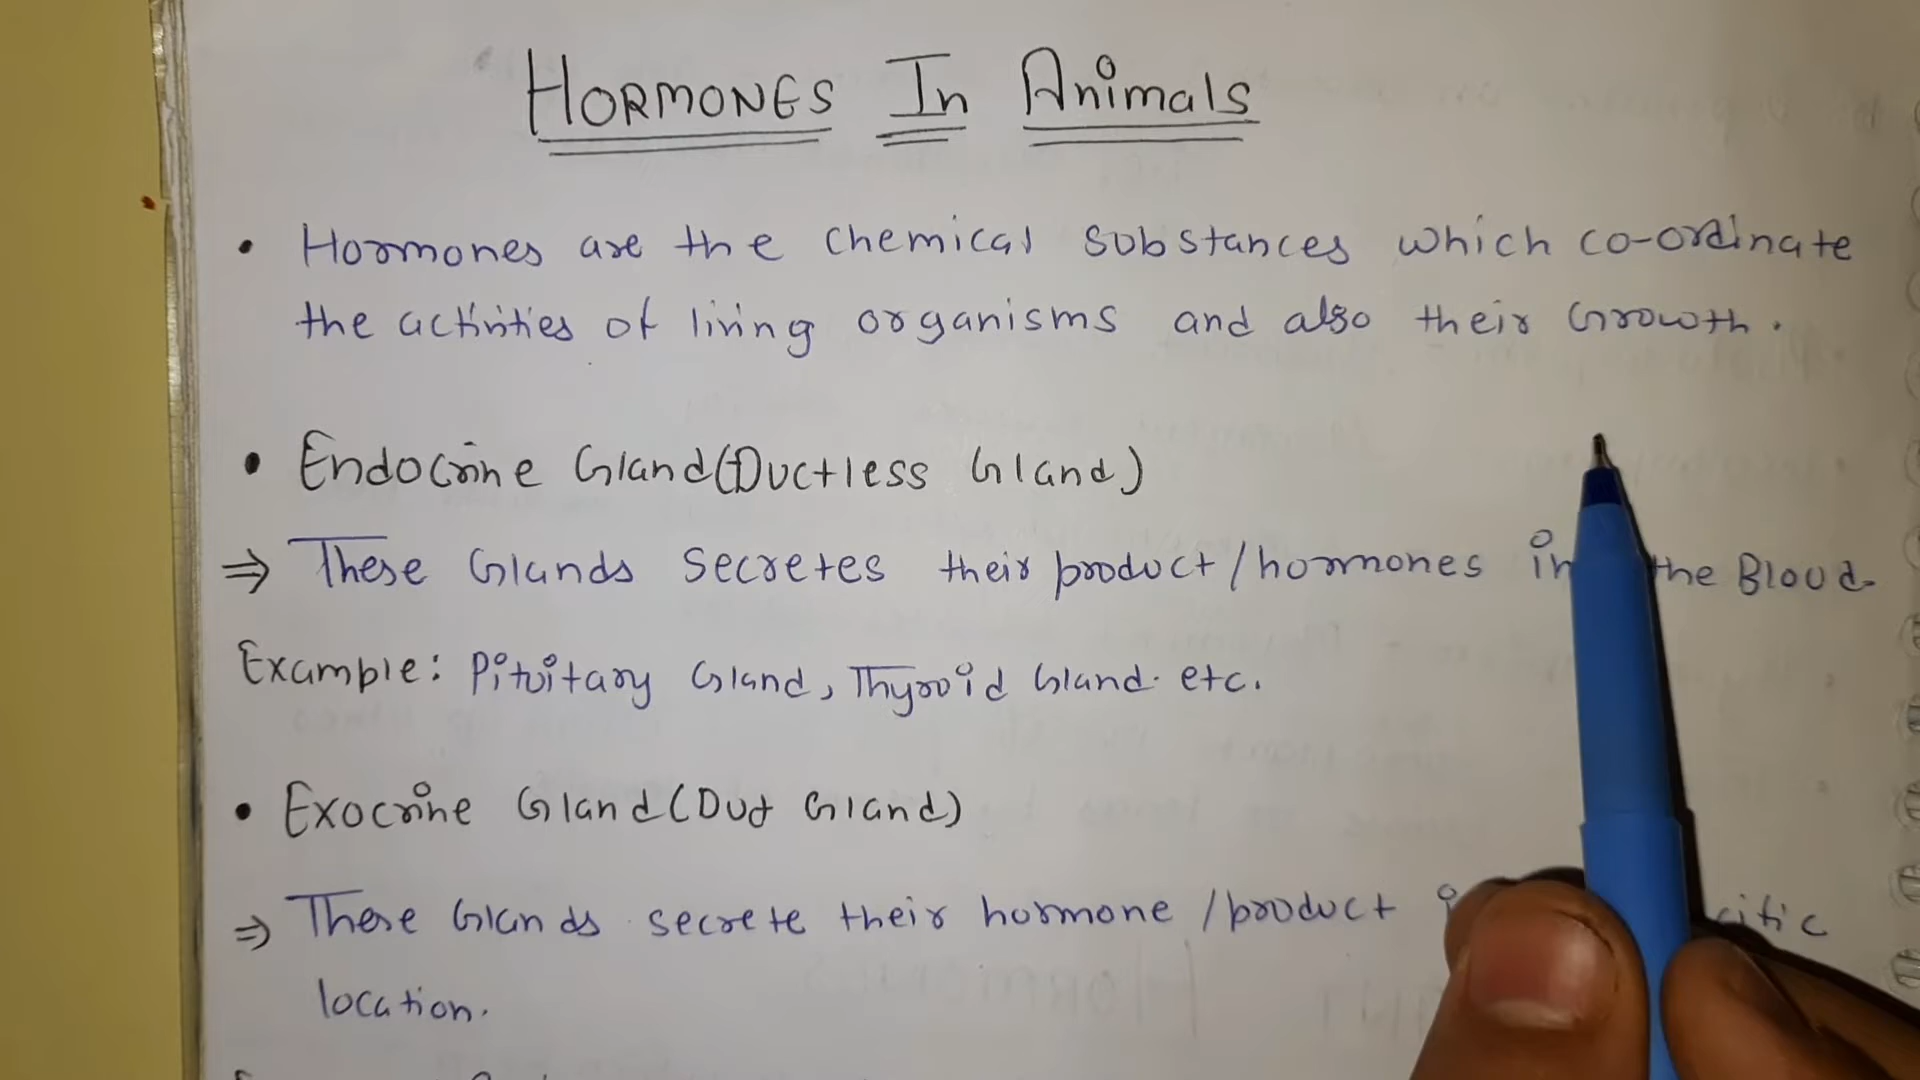 HORMONES In Animals
• Hormones are the chemical substances which co-ordinate
the activities of living organisms and also their Growth.
• Endocrine Gland (Ductless Gland)
⇒ These Glands secretes their product/hormones in the Blood.
Example: Pituitary Gland, Thyroid Gland. etc.
• Exocrine Gland (Duct Gland)
⇒ These Glands secrete their hormone/product
location.